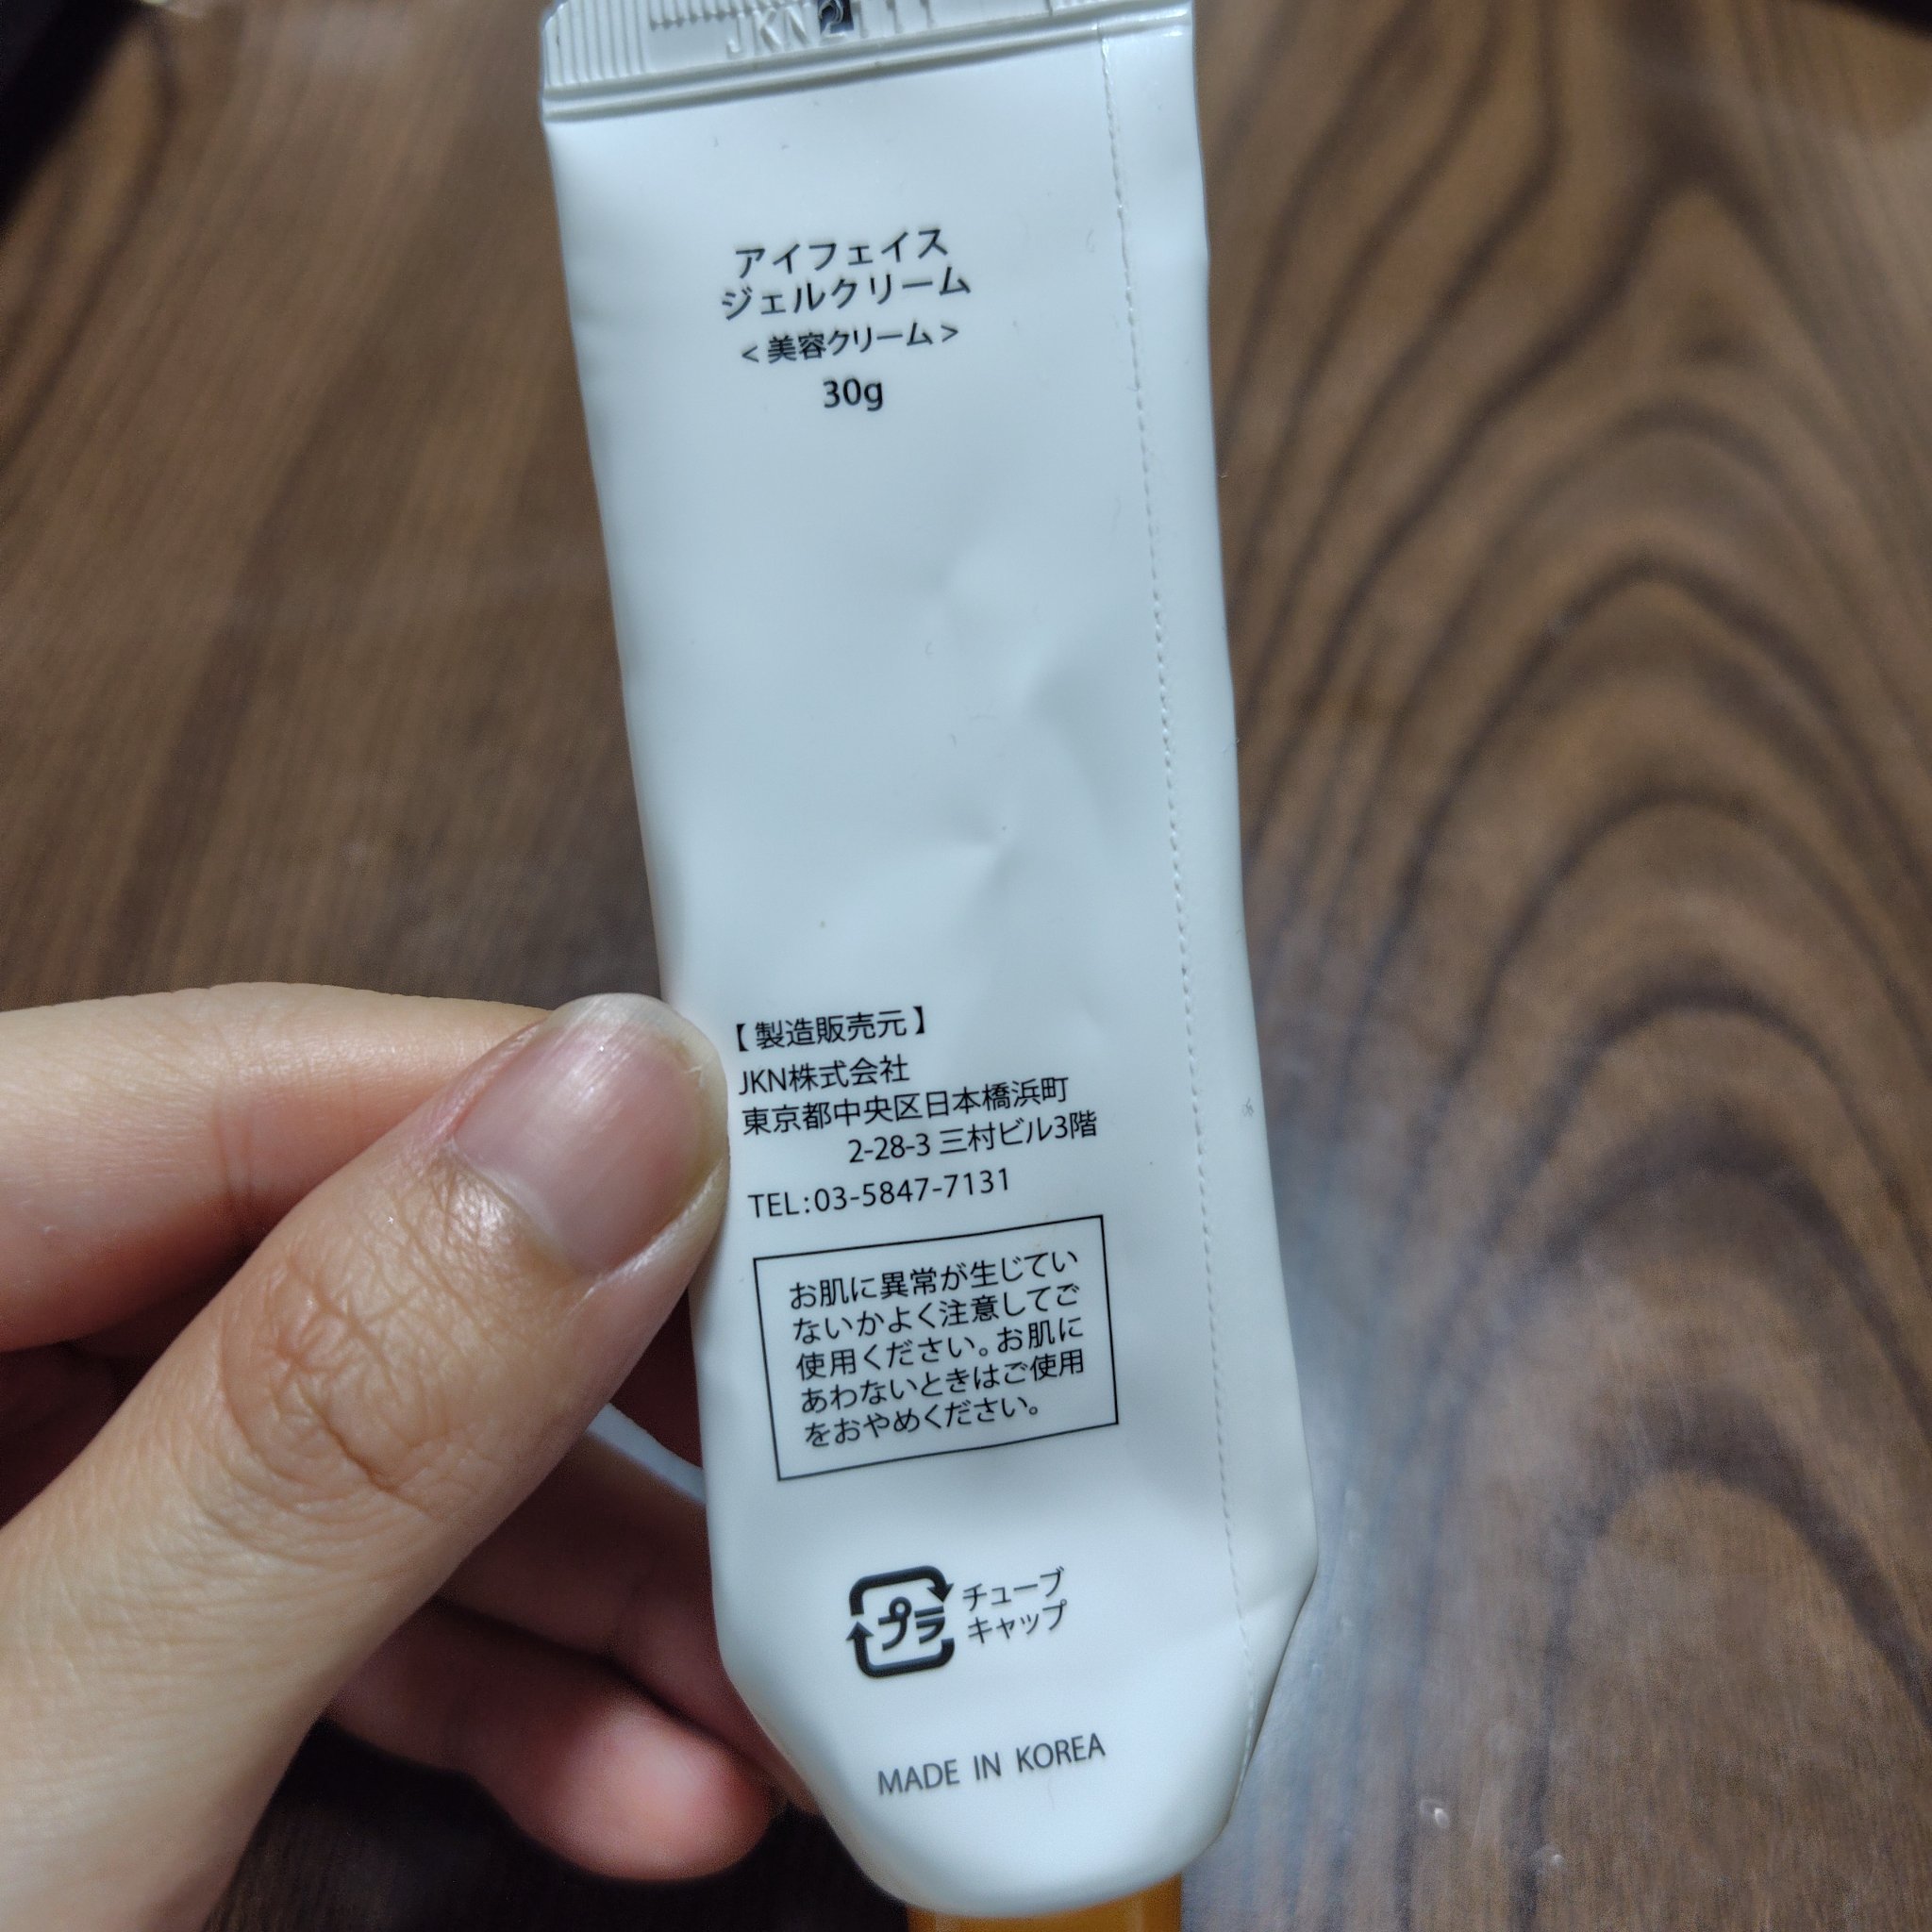 JKN2111
アイフェイス
ジェルクリーム
<美容クリーム>
30g
【製造販売元】
JKN株式会社
東京都中央区日本橋浜町
2-28-3 三村ビル3階
TEL:03-5847-7131
お肌に異常が生じてい
ないかよく注意してご
使用ください。お肌に
あわないときはご使用
をおやめください。
プラ
チューブ
キャップ
MADE IN KOREA